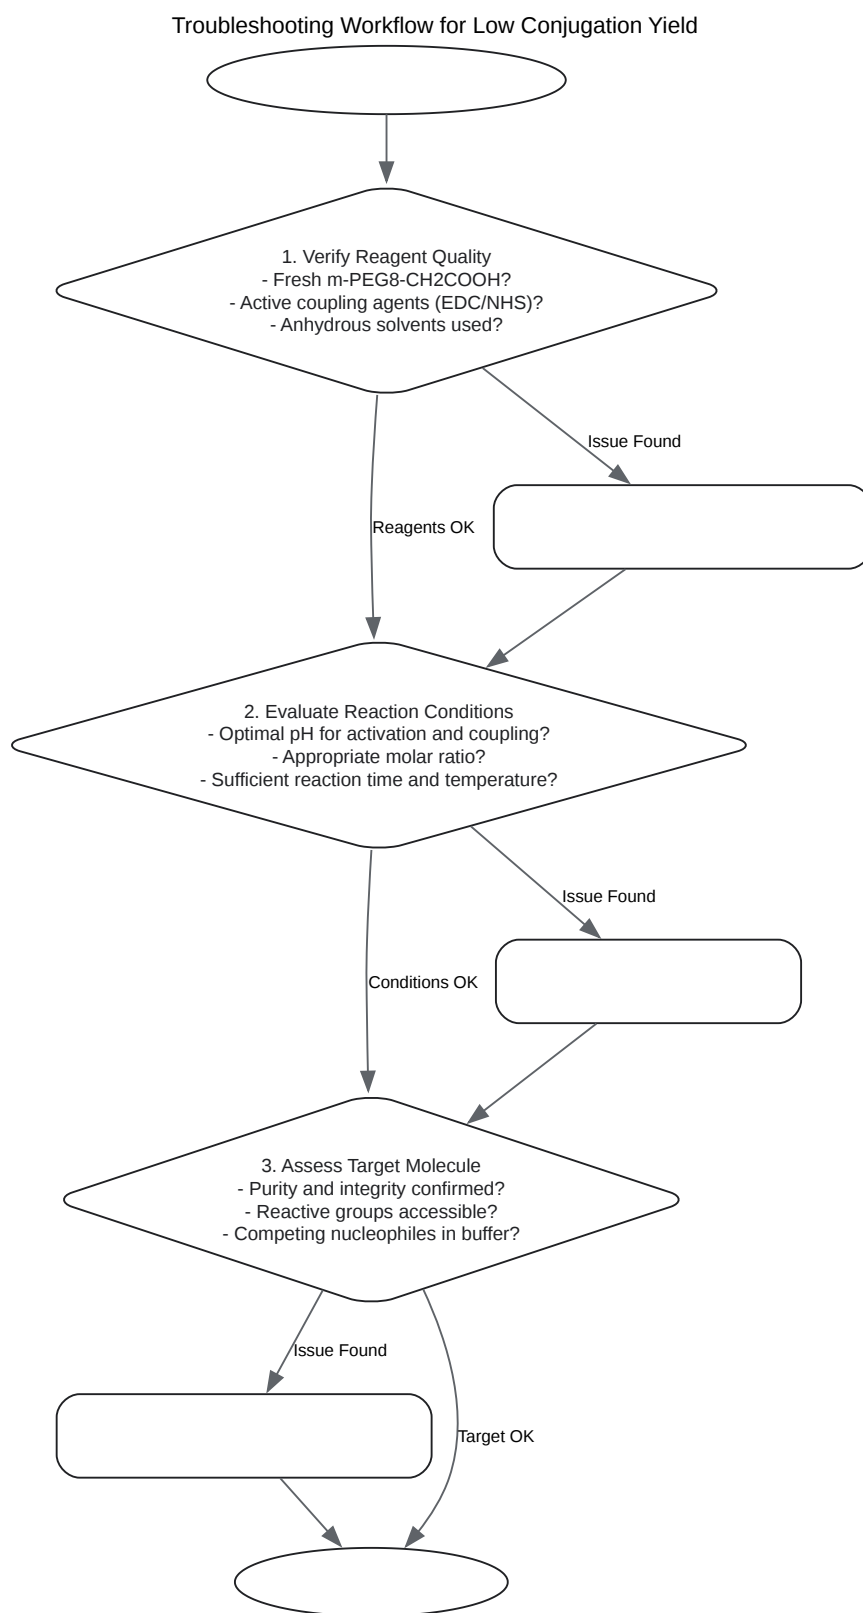 Troubleshooting Workflow for Low Conjugation Yield
1. Verify Reagent Quality
- Fresh m-PEG8-CH2COOH?
- Active coupling agents (EDC/NHS)?
- Anhydrous solvents used?
Issue Found
Reagents OK
2. Evaluate Reaction Conditions
- Optimal pH for activation and coupling?
- Appropriate molar ratio?
- Sufficient reaction time and temperature?
Issue Found
Conditions OK
3. Assess Target Molecule
- Purity and integrity confirmed?
- Reactive groups accessible?
- Competing nucleophiles in buffer?
Issue Found
Target OK